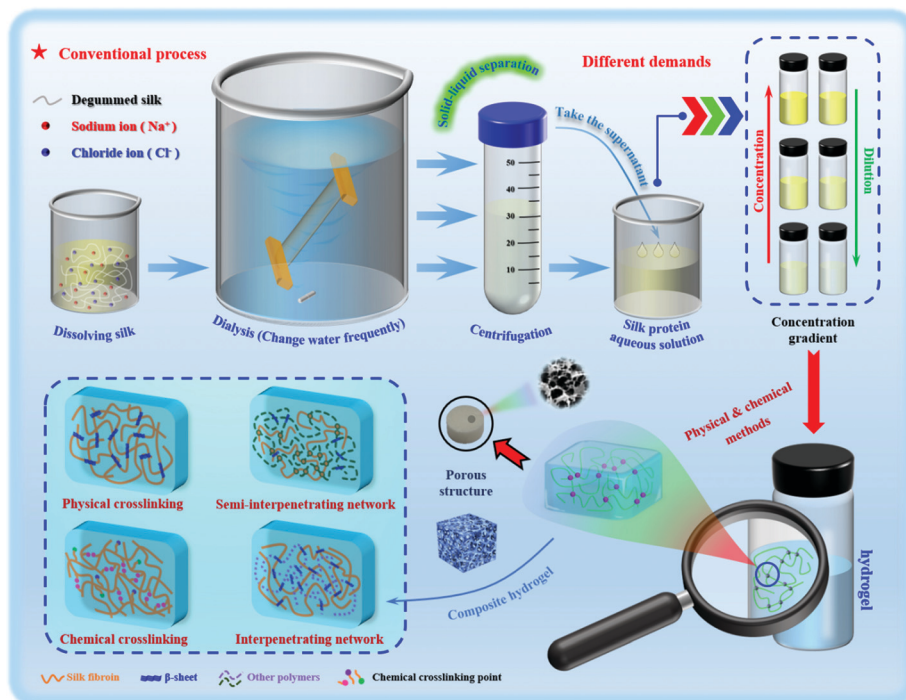 ★ Conventional process
Degummed silk
Sodium ion ( Na⁺)
Chloride ion ( Cl⁻)
Dissolving silk
Dialysis (Change water frequently)
Solid-liquid separation
50
40
30
20
10
Centrifugation
Take the supernatant
Silk protein
aqueous solution
Different demands
Concentration
Dilution
Concentration
gradient
Physical & chemical
methods
hydrogel
Porous
structure
Composite hydrogel
Physical crosslinking
Semi-interpenetrating network
Chemical crosslinking
Interpenetrating network
Silk fibroin
β-sheet
Other polymers
Chemical crosslinking point